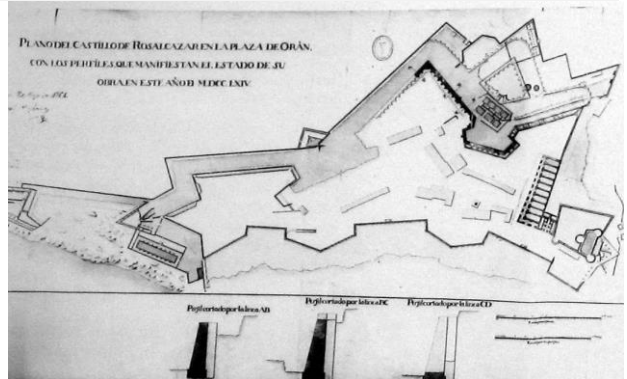 PLANO DEL CASTILLO DE ROSALCAZAR EN LA PLAZA DE ORÁN,
CON LOS PERFILES, QUE MANIFIESTAN EL ESTADO DE SU
OBRA, EN ESTE AÑO D MDCCLXIV
Perfil cortado por la linea AB
Perfil cortado por la linea BC
Perfil cortado por la linea CD